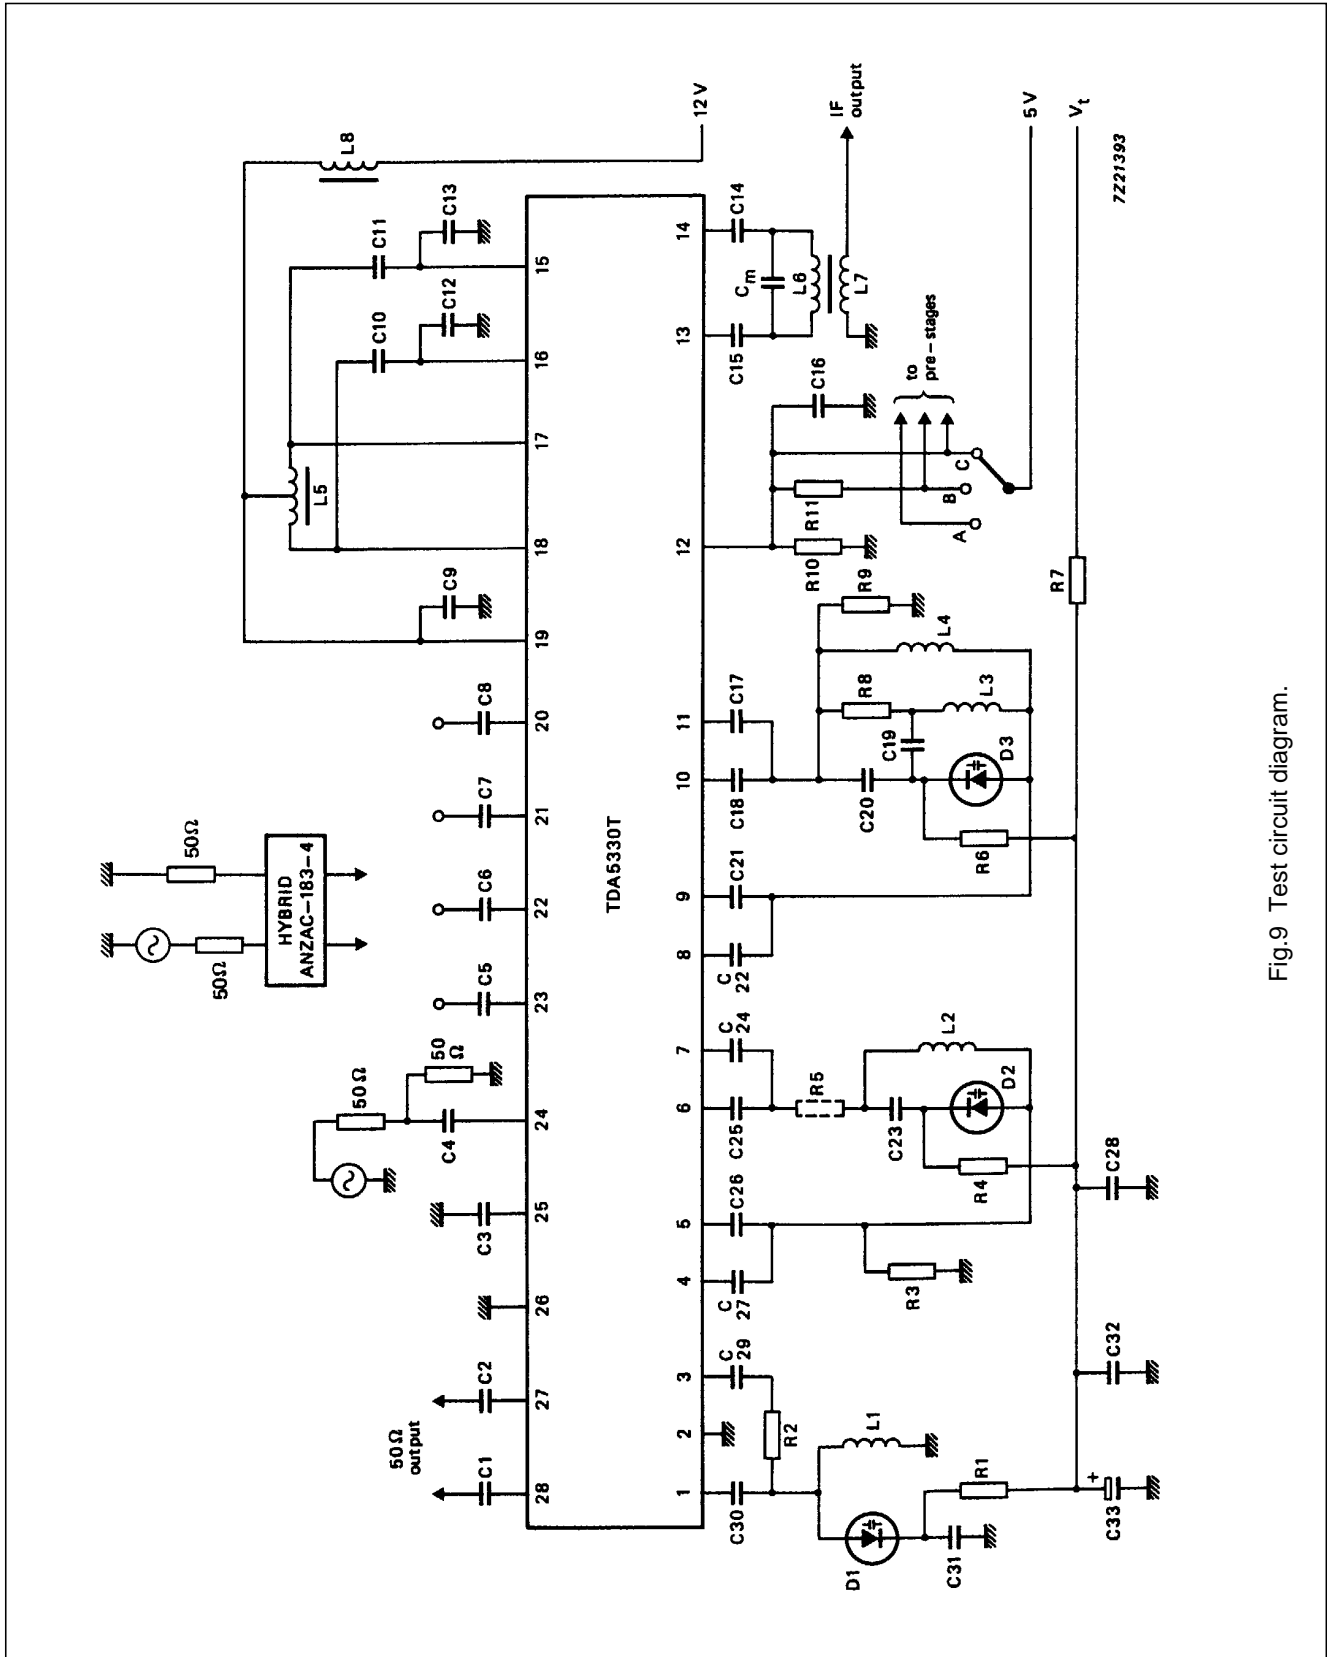 50Ω
output
C1
C2
C3
C4
50Ω
50
Ω
50Ω
50Ω
HYBRID
ANZAC-183-4
C5
C6
C7
C8
C9
L5
C10
C12
C11
C13
L8
12 V
28
27
26
25
24
23
22
21
20
19
18
17
16
15
TDA5330T
1
2
3
4
5
6
7
8
9
10
11
12
13
14
C30
C
29
C
27
C26
C25
C
24
C
22
C21
C18
C17
C15
C14
Cm
L6
L7
IF
output
R2
L1
D1
C31
R1
C33
+
C32
R3
R5
C23
L2
D2
R4
C28
C20
C19
R8
R9
L4
L3
D3
R6
R10
R11
C16
to
pre-stages
A
B
C
R7
5 V
Vt
7Z21393
Fig.9 Test circuit diagram.